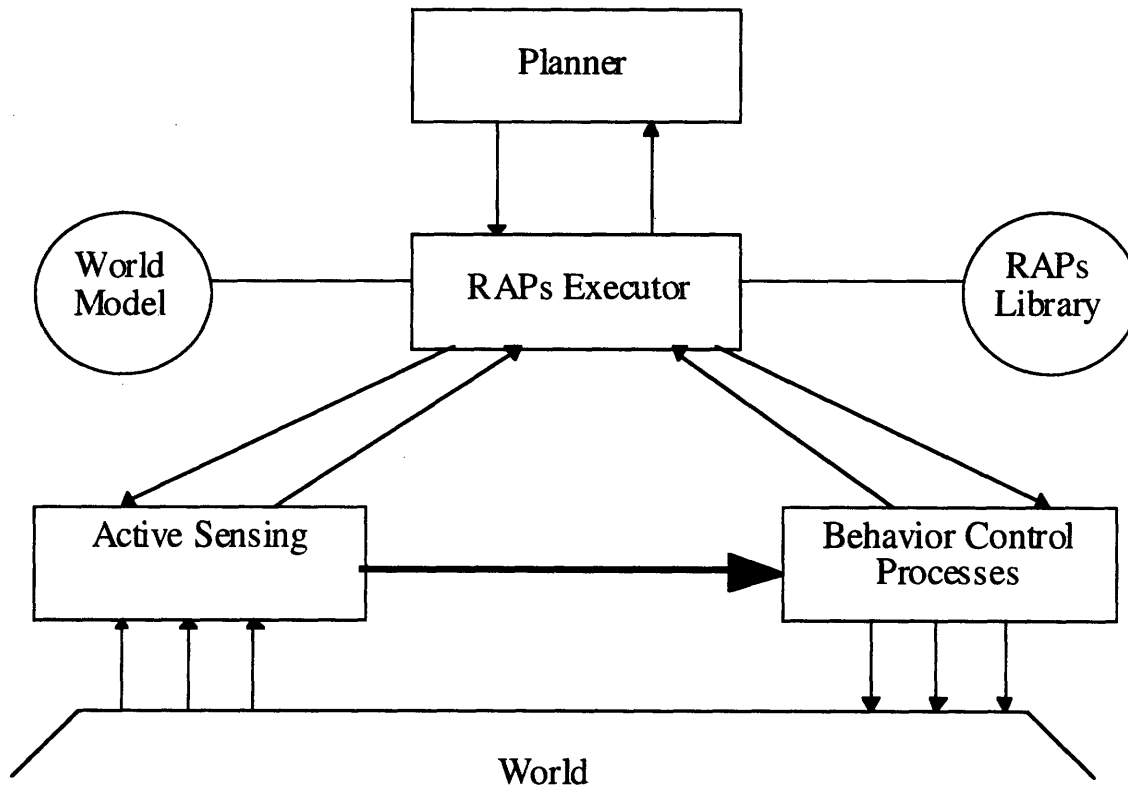 Planner
World
Model
RAPs Executor
RAPs
Library
Active Sensing
Behavior Control
Processes
World